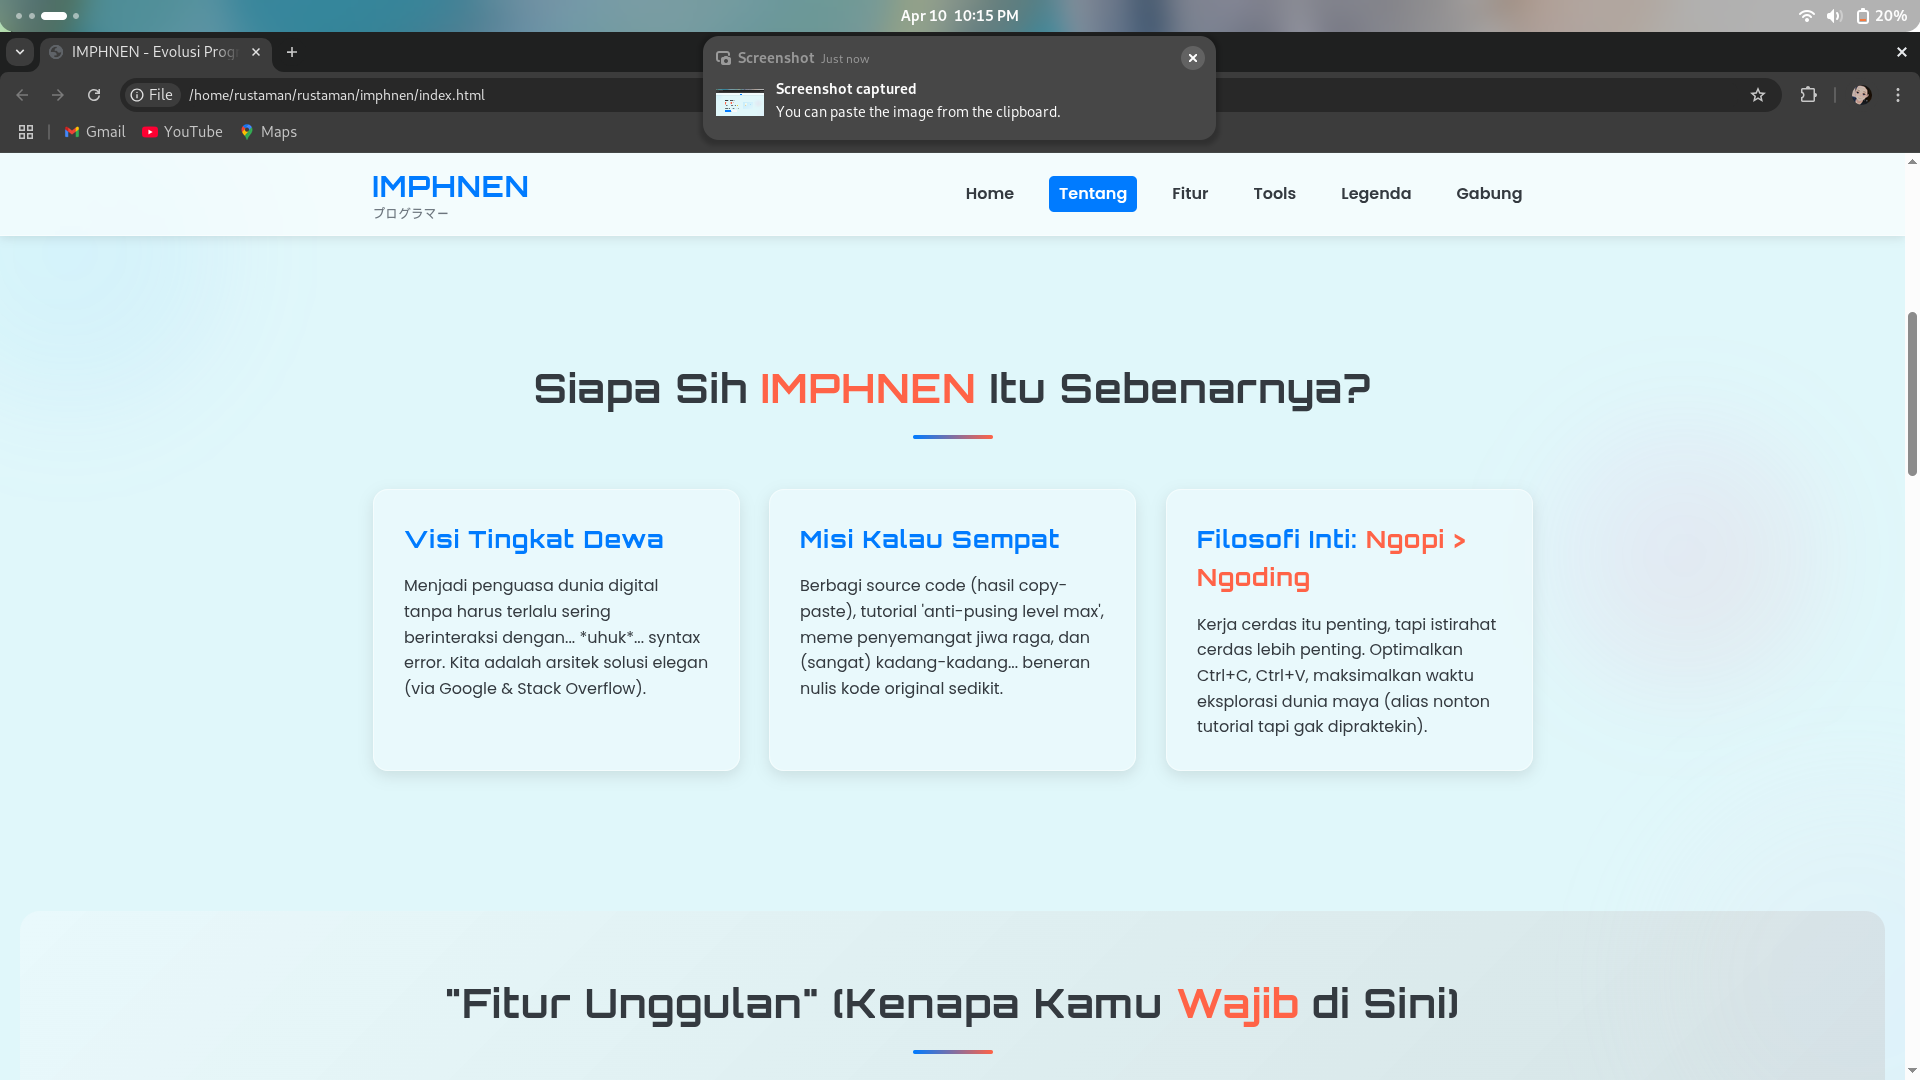 Apr 10 10:15 PM
20%
IMPHNEN - Evolusi Prog
File
/home/rustaman/rustaman/imphnen/index.html
Gmail
YouTube
Maps
Screenshot Just now
Screenshot captured
You can paste the image from the clipboard.
IMPHNEN
プログラマー
Home
Tentang
Fitur
Tools
Legenda
Gabung
Siapa Sih IMPHNEN Itu Sebenarnya?
Visi Tingkat Dewa
Menjadi penguasa dunia digital
tanpa harus terlalu sering
berinteraksi dengan... *uhuk*... syntax
error. Kita adalah arsitek solusi elegan
(via Google & Stack Overflow).
Misi Kalau Sempat
Berbagi source code (hasil copy-
paste), tutorial 'anti-pusing level max',
meme penyemangat jiwa raga, dan
(sangat) kadang-kadang... beneran
nulis kode original sedikit.
Filosofi Inti: Ngopi >
Ngoding
Kerja cerdas itu penting, tapi istirahat
cerdas lebih penting. Optimalkan
Ctrl+C, Ctrl+V, maksimalkan waktu
eksplorasi dunia maya (alias nonton
tutorial tapi gak dipraktekin).
"Fitur Unggulan" (Kenapa Kamu Wajib di Sini)